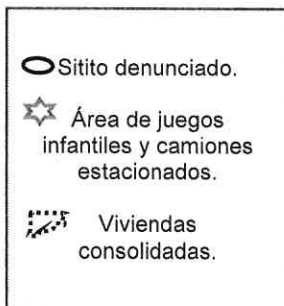 Sitito denunciado.
Área de juegos
infantiles y camiones
estacionados.
Viviendas
consolidadas.